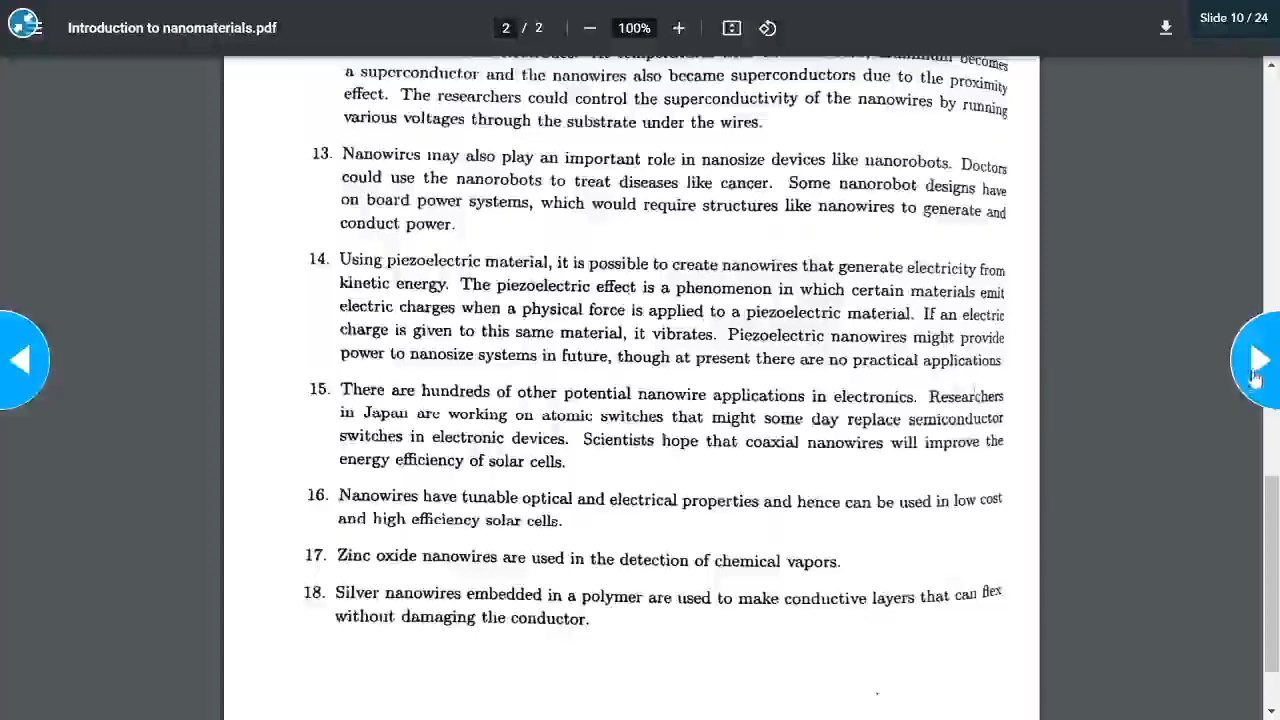 Introduction to nanomaterials.pdf
2 / 2
100%
Slide 10 / 24
becomes
a superconductor and the nanowires also became superconductors due to the proximity
effect. The researchers could control the superconductivity of the nanowires by running
various voltages through the substrate under the wires.
13. Nanowires may also play an important role in nanosize devices like nanorobots. Doctors
could use the nanorobots to treat diseases like cancer. Some nanorobot designs have
on board power systems, which would require structures like nanowires to generate and
conduct power.
14. Using piezoelectric material, it is possible to create nanowires that generate electricity from
kinetic energy. The piezoelectric effect is a phenomenon in which certain materials emit
electric charges when a physical force is applied to a piezoelectric material. If an electric
charge is given to this same material, it vibrates. Piezoelectric nanowires might provide
power to nanosize systems in future, though at present there are no practical applications
15. There are hundreds of other potential nanowire applications in electronics. Researchers
in Japan are working on atomic switches that might some day replace semiconductor
switches in electronic devices. Scientists hope that coaxial nanowires will improve the
energy efficiency of solar cells.
16. Nanowires have tunable optical and electrical properties and hence can be used in low cost
and high efficiency solar cells.
17. Zinc oxide nanowires are used in the detection of chemical vapors.
18. Silver nanowires embedded in a polymer are used to make conductive layers that can flex
without damaging the conductor.